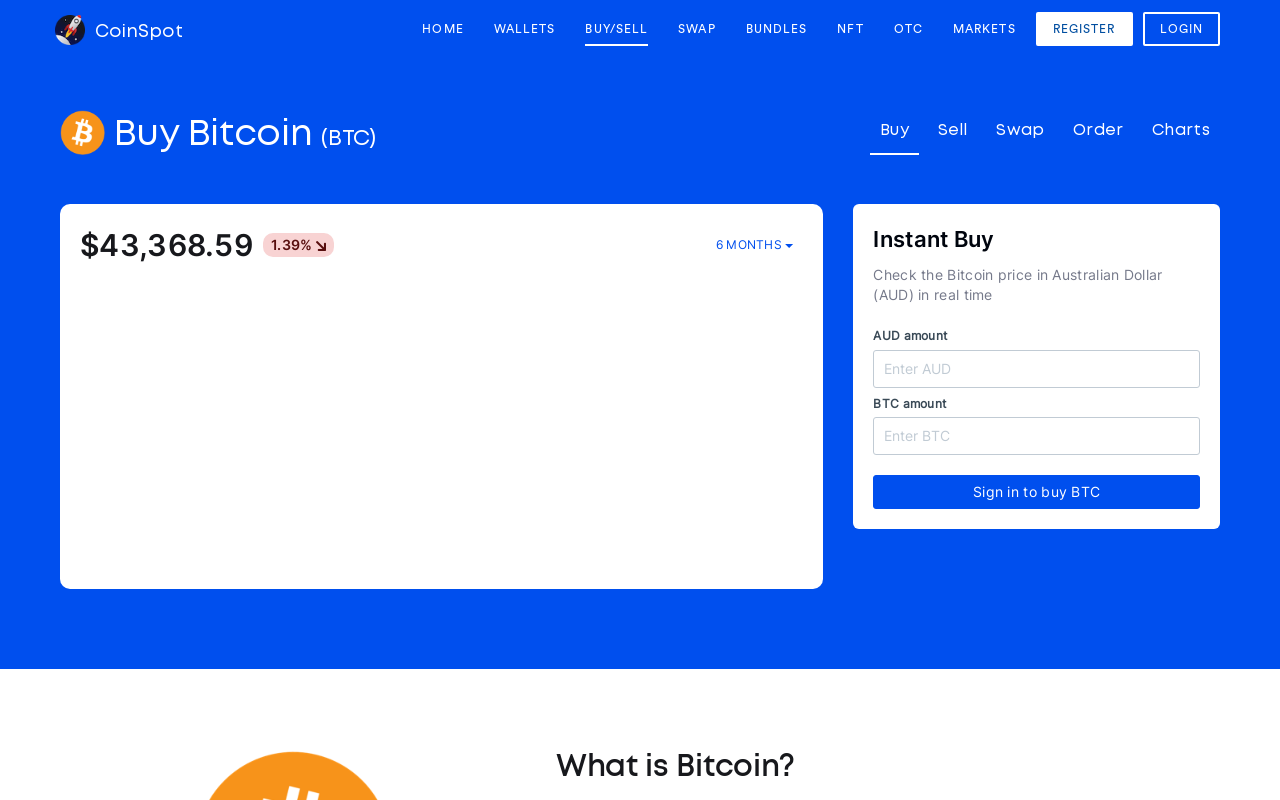 CoinSpot
HOME
WALLETS
BUY/SELL
SWAP
BUNDLES
NFT
OTC
MARKETS
REGISTER
LOGIN
Buy Bitcoin (BTC)
Buy
Sell
Swap
Order
Charts
$43,368.59
1.39%
6 MONTHS
Instant Buy
Check the Bitcoin price in Australian Dollar
(AUD) in real time
AUD amount
Enter AUD
BTC amount
Enter BTC
Sign in to buy BTC
What is Bitcoin?